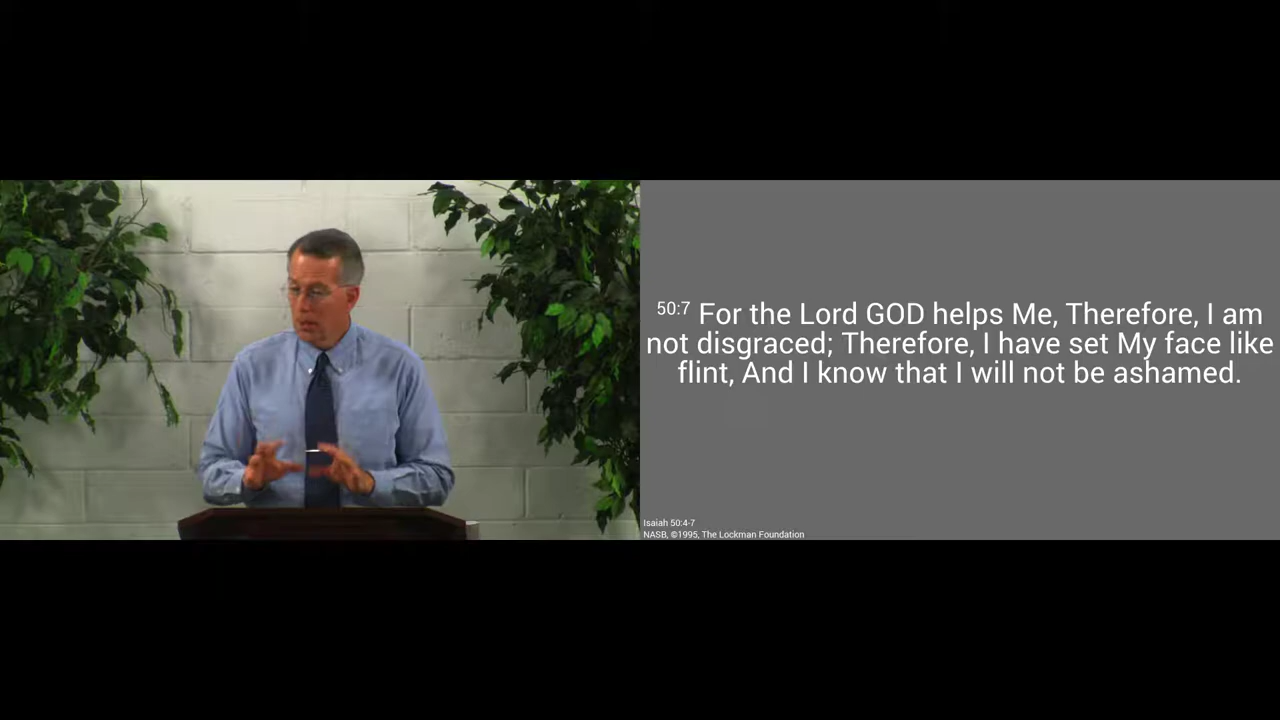 50:7 For the Lord GOD helps Me, Therefore, I am
not disgraced; Therefore, I have set My face like
flint, And I know that I will not be ashamed.
Isaiah 50:4-7
NASB, ©1995, The Lockman Foundation